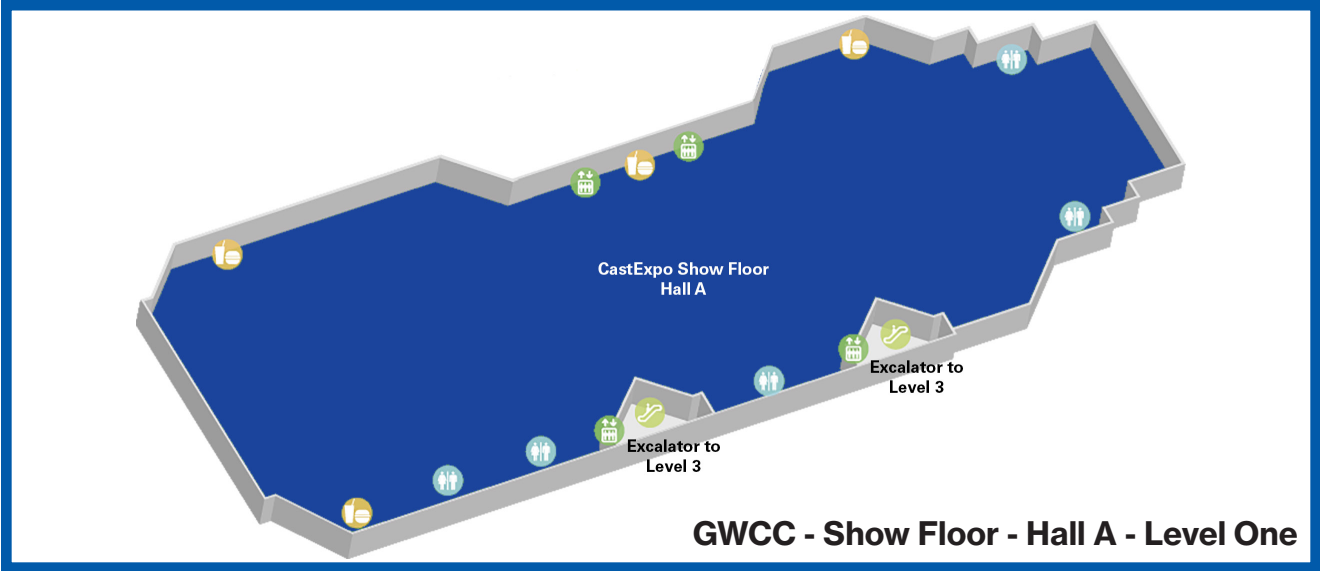 CastExpo Show Floor
Hall A
Excalator to
Level 3
Excalator to
Level 3
GWCC - Show Floor - Hall A - Level One